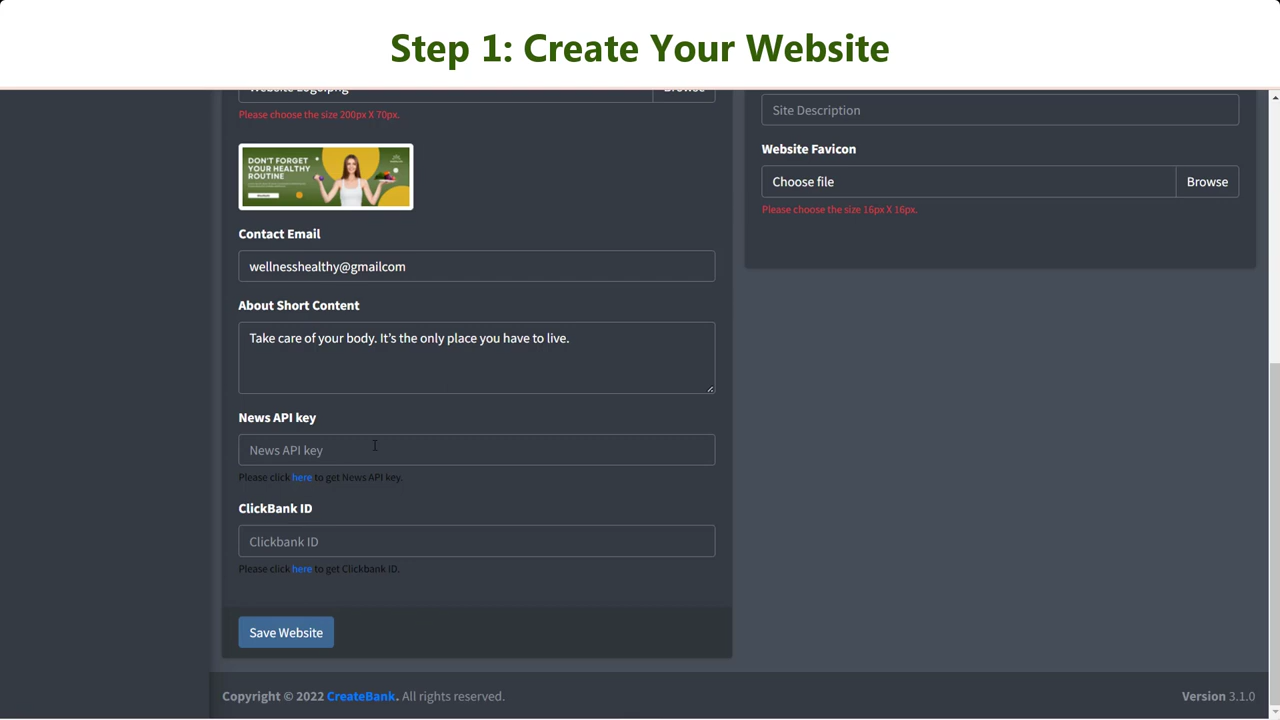 Step 1: Create Your Website
Website Logo.png
Browse
Please choose the size 200px X 70px.
DON'T FORGET
YOUR HEALTHY
ROUTINE
Contact Email
wellnesshealthy@gmailcom
About Short Content
Take care of your body. It’s the only place you have to live.
News API key
News API key
Please click here to get News API key.
ClickBank ID
Clickbank ID
Please click here to get Clickbank ID.
Save Website
Site Description
Website Favicon
Choose file
Browse
Please choose the size 16px X 16px.
Copyright © 2022 CreateBank. All rights reserved.
Version 3.1.0